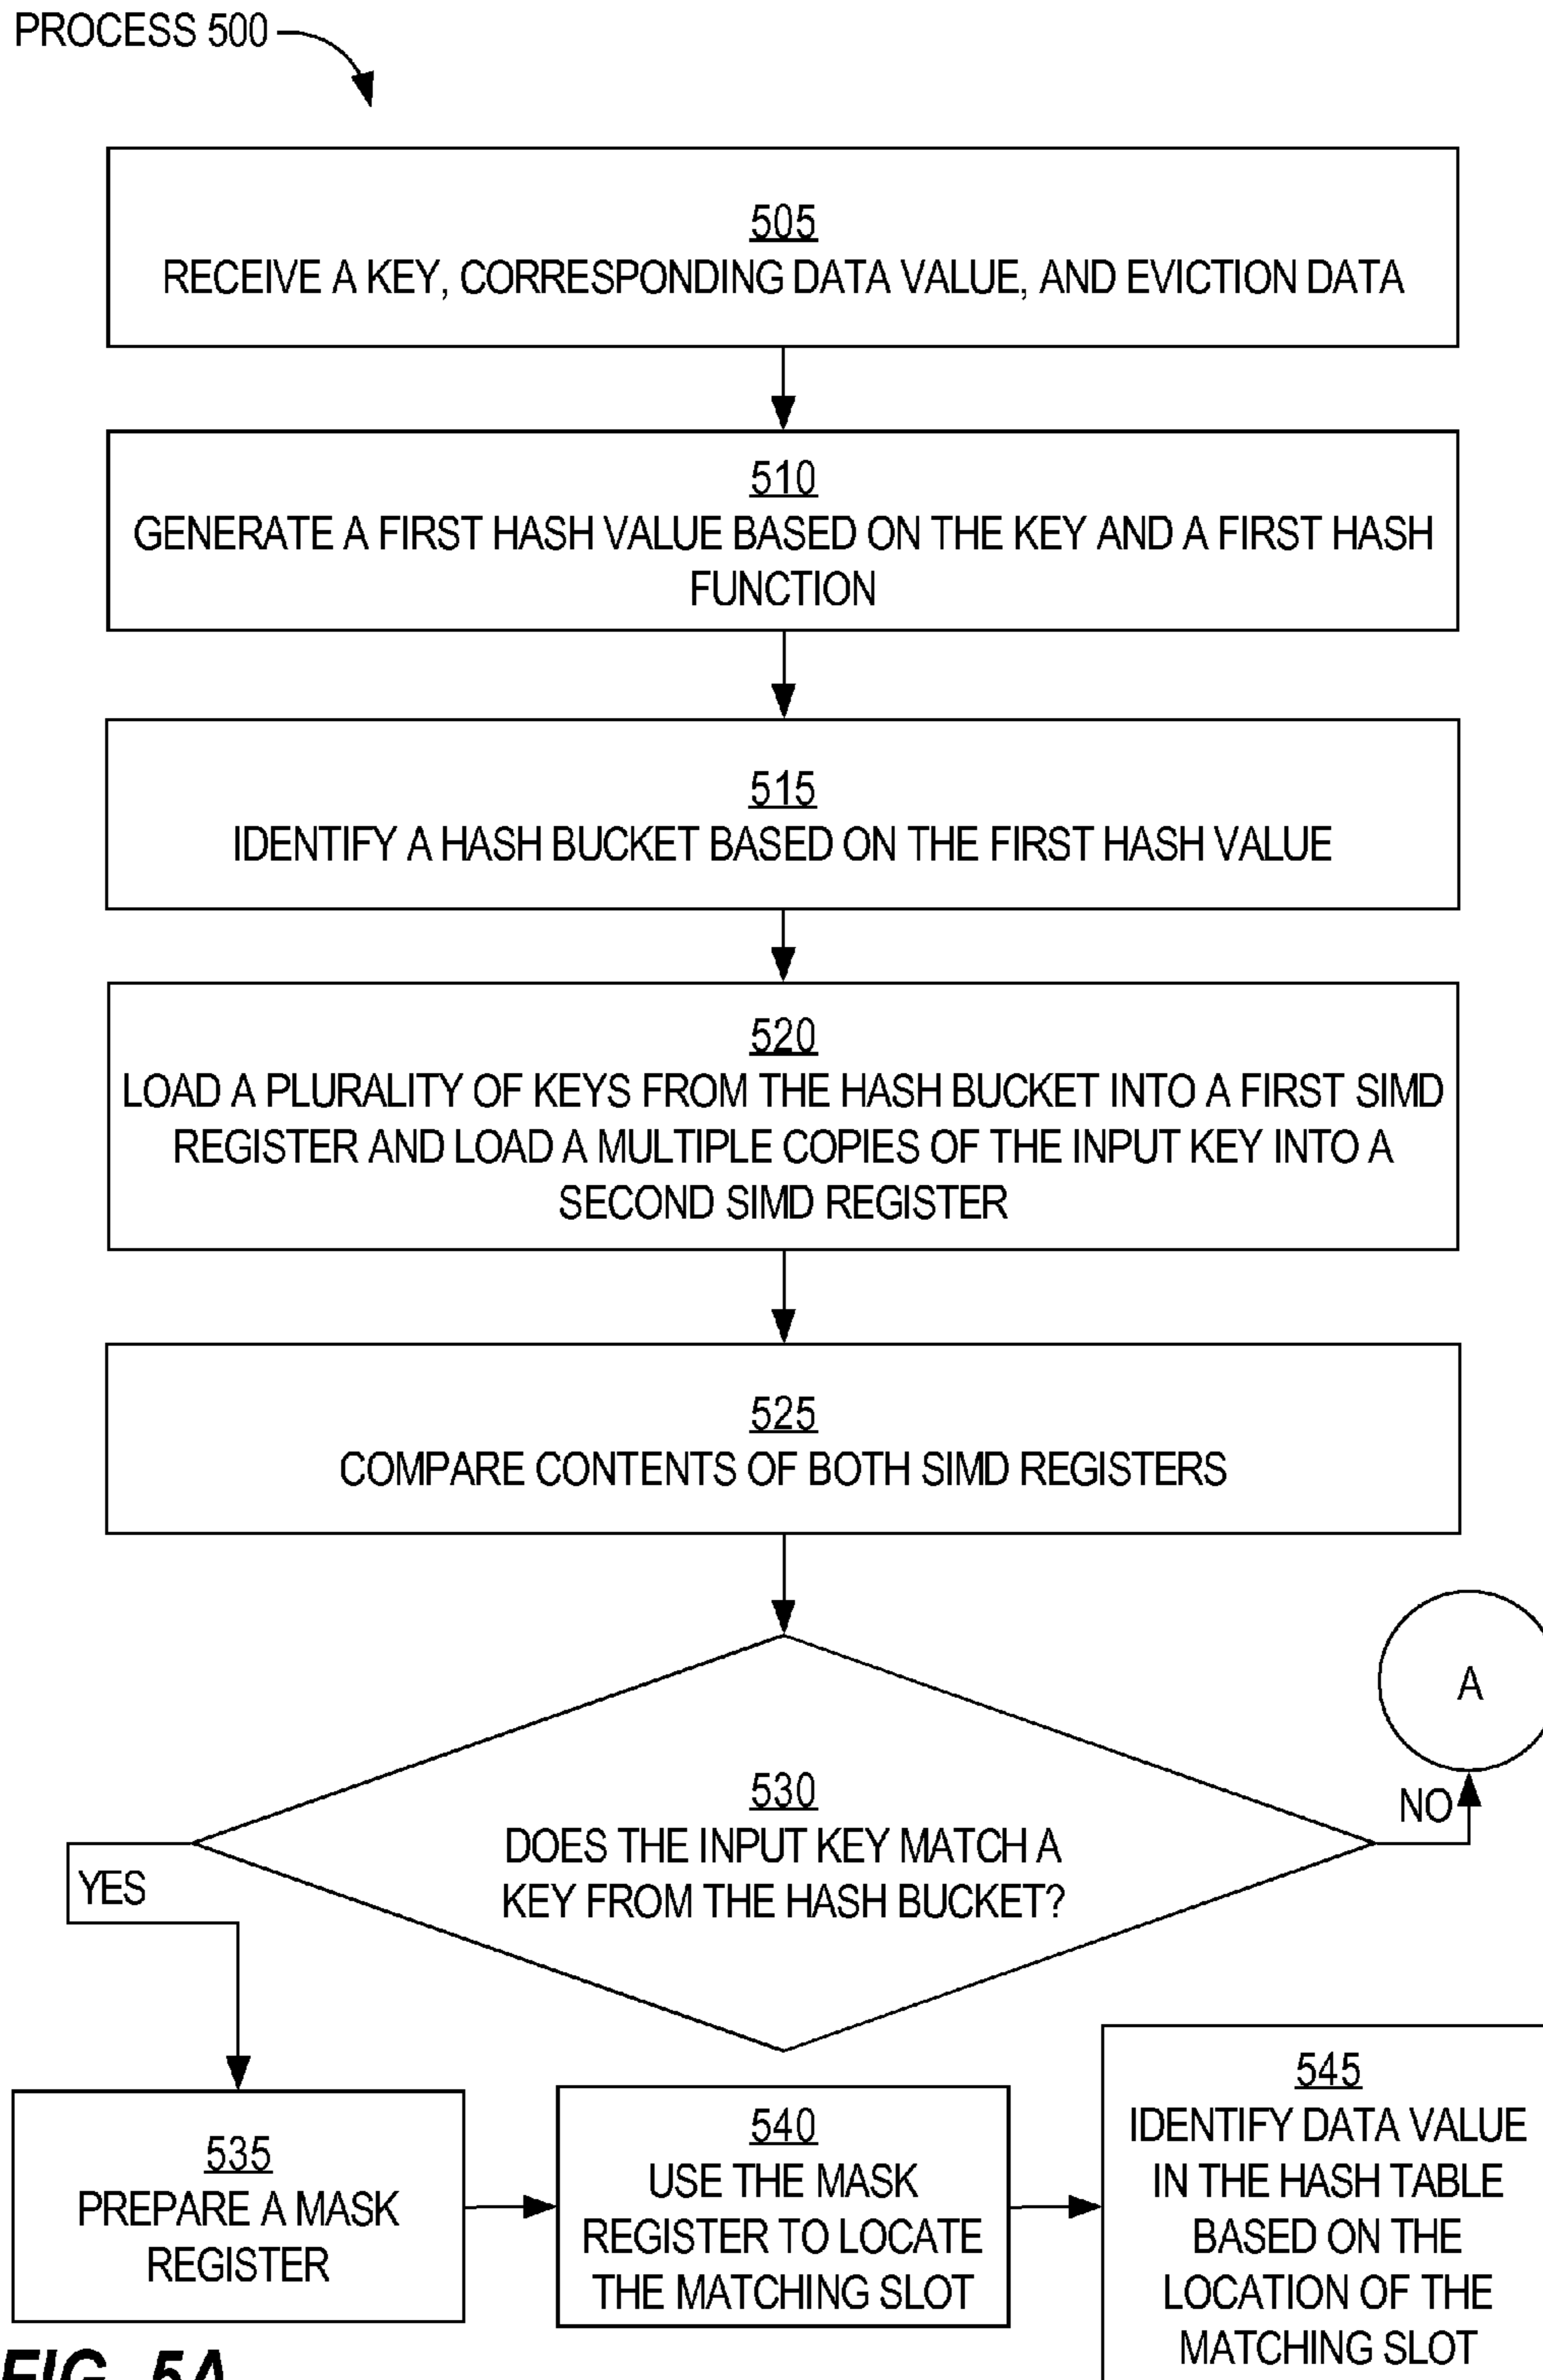 PROCESS 500
505
RECEIVE A KEY, CORRESPONDING DATA VALUE, AND EVICTION DATA
510
GENERATE A FIRST HASH VALUE BASED ON THE KEY AND A FIRST HASH
FUNCTION
515
IDENTIFY A HASH BUCKET BASED ON THE FIRST HASH VALUE
520
LOAD A PLURALITY OF KEYS FROM THE HASH BUCKET INTO A FIRST SIMD
REGISTER AND LOAD A MULTIPLE COPIES OF THE INPUT KEY INTO A
SECOND SIMD REGISTER
525
COMPARE CONTENTS OF BOTH SIMD REGISTERS
A
530
DOES THE INPUT KEY MATCH A
KEY FROM THE HASH BUCKET?
NO
YES
535
PREPARE A MASK
REGISTER
540
USE THE MASK
REGISTER TO LOCATE
THE MATCHING SLOT
545
IDENTIFY DATA VALUE
IN THE HASH TABLE
BASED ON THE
LOCATION OF THE
MATCHING SLOT
FIG. 5A